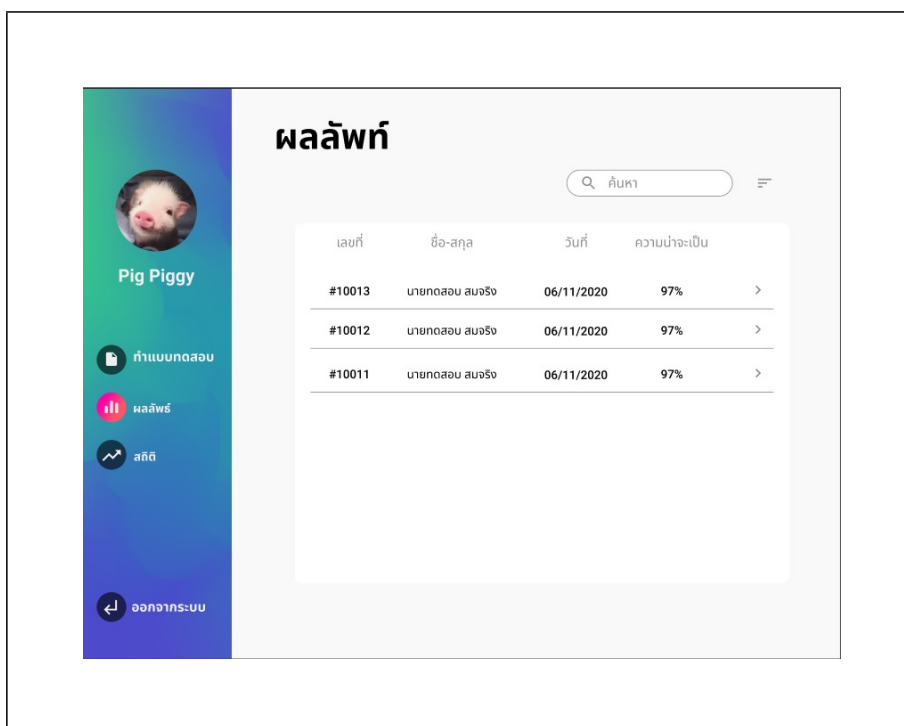 ผลลัพท์
ค้นหา
Pig Piggy
ทำแบบทดสอบ
ผลลัพธ์
สถิติ
ออกจากระบบ
เลขที่ ชื่อ-สกุล วันที่ ความน่าจะเป็น
#10013 นายทดสอบ สมจริง 06/11/2020 97%
#10012 นายทดสอบ สมจริง 06/11/2020 97%
#10011 นายทดสอบ สมจริง 06/11/2020 97%